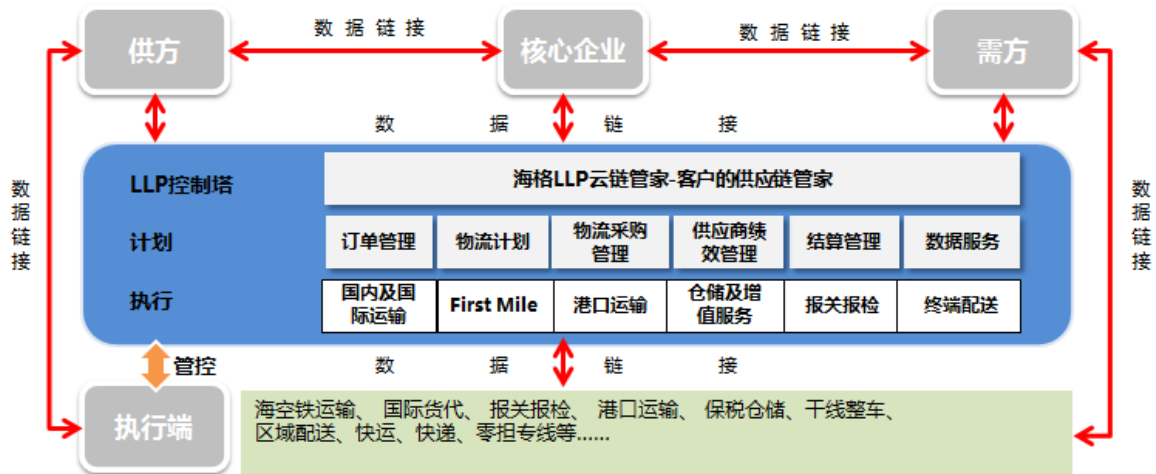 数据链接
数据链接
供方
核心企业
需方
数据链接
数据链接
数据链接
LLP控制塔
海格LLP云链管家-客户的供应链管家
计划
订单管理
物流计划
物流采购
管理
供应商绩
效管理
结算管理
数据服务
执行
国内及国
际运输
First Mile
港口运输
仓储及增
值服务
报关报检
终端配送
管控
数据链接
执行端
海空铁运输、 国际货代、 报关报检、 港口运输、 保税仓储、干线整车、
区域配送、快运、快递、零担专线等......